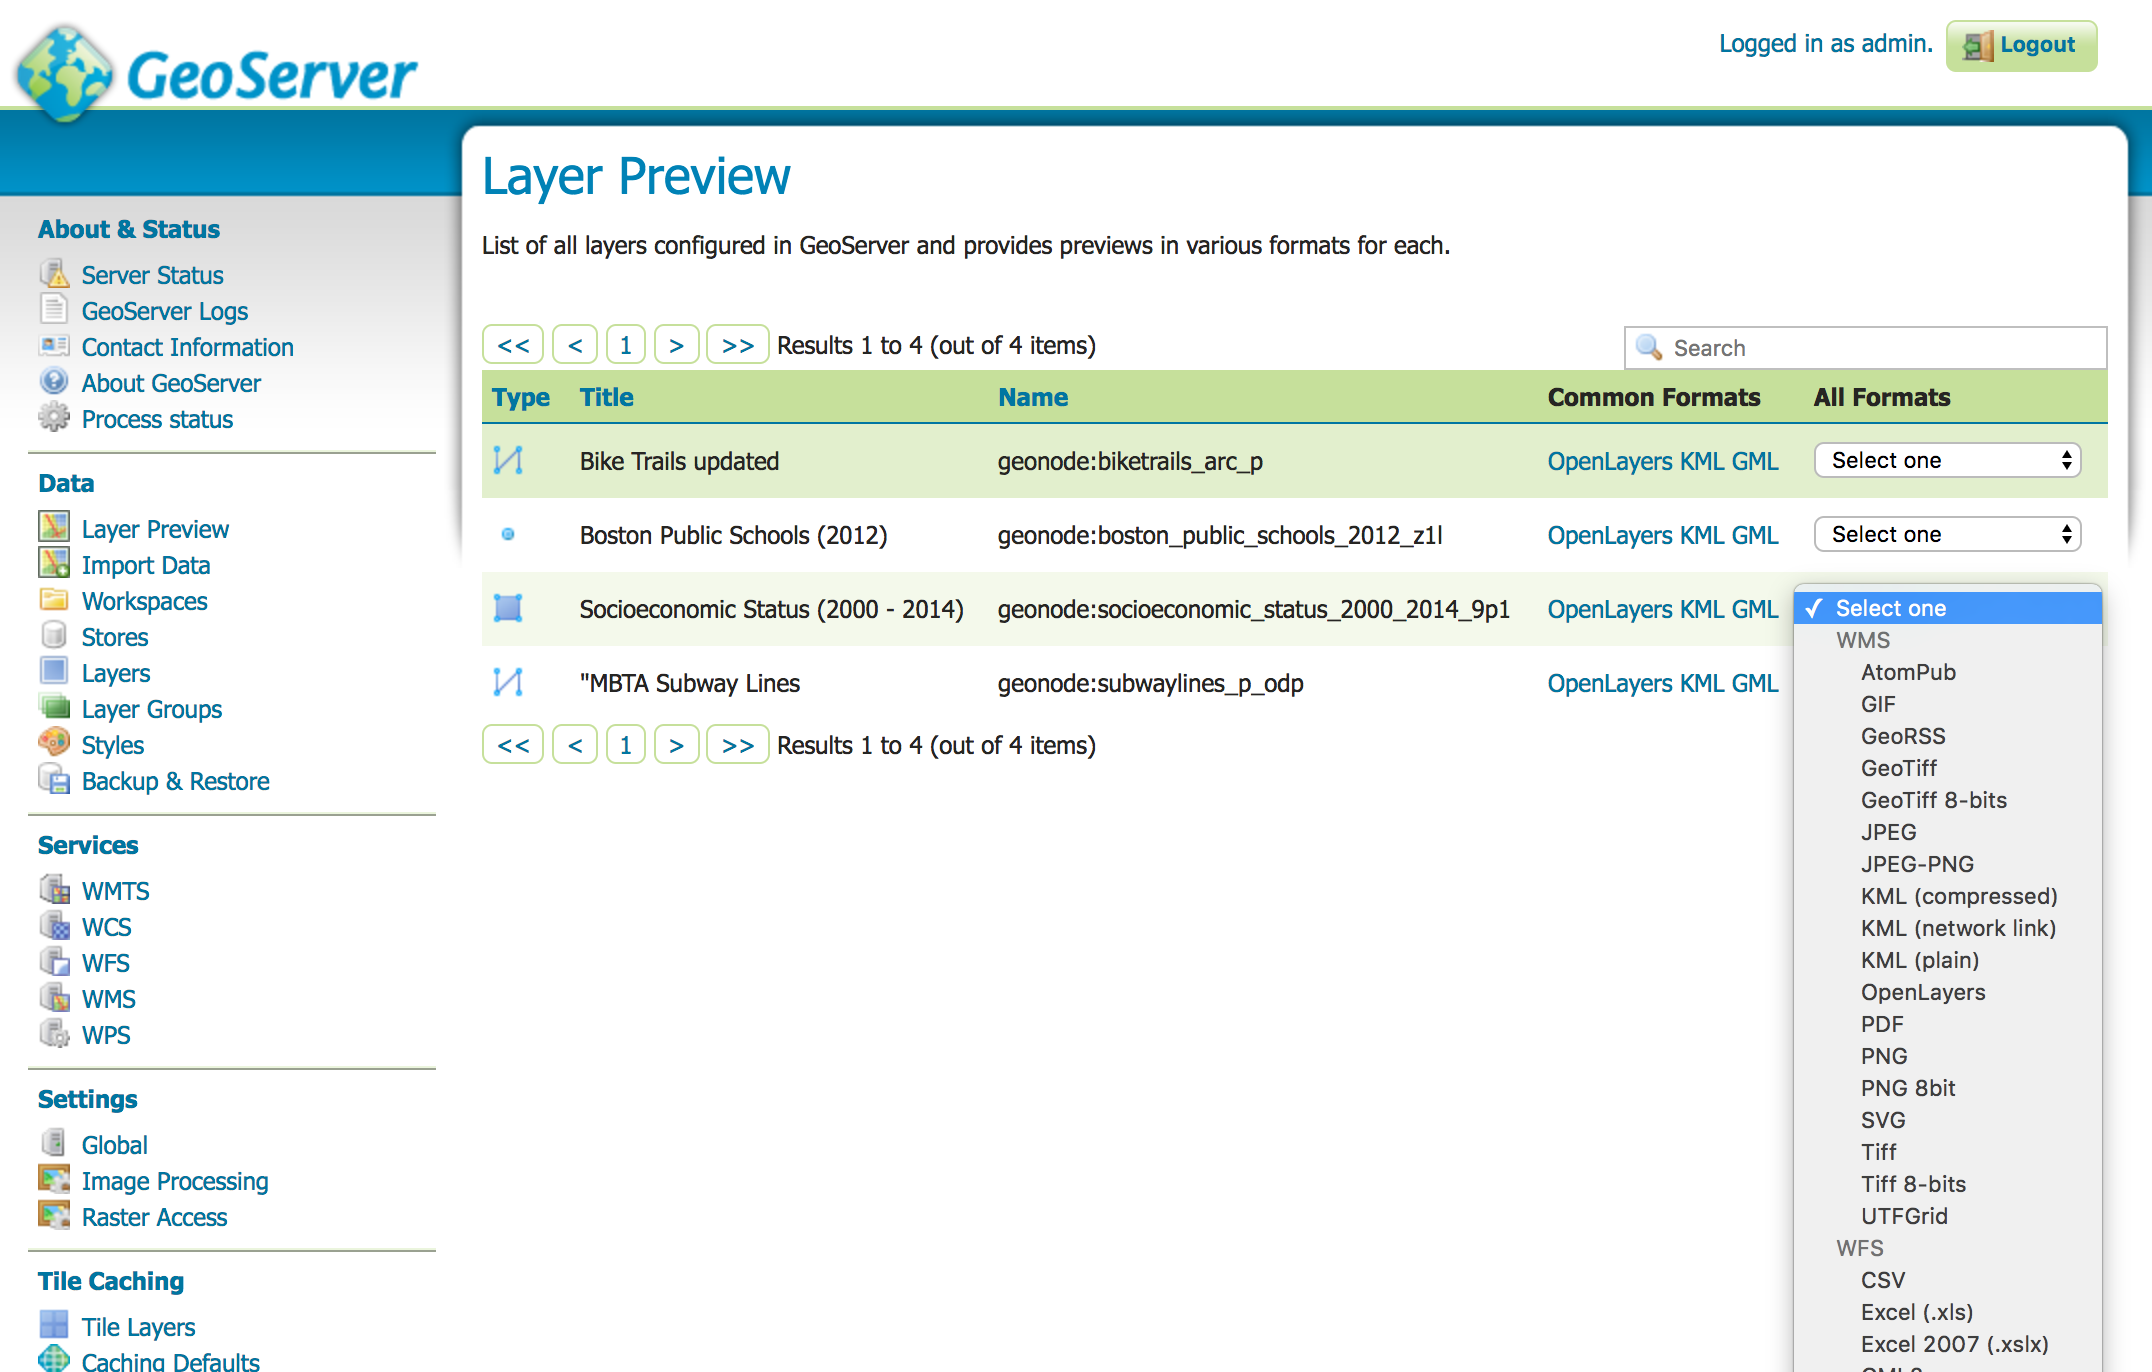 GeoServer
Logged in as admin.
Logout
About & Status
Server Status
GeoServer Logs
Contact Information
About GeoServer
Process status
Data
Layer Preview
Import Data
Workspaces
Stores
Layers
Layer Groups
Styles
Backup & Restore
Services
WMTS
WCS
WFS
WMS
WPS
Settings
Global
Image Processing
Raster Access
Tile Caching
Tile Layers
Caching Defaults
Layer Preview
List of all layers configured in GeoServer and provides previews in various formats for each.
<< < 1 > >> Results 1 to 4 (out of 4 items)
Search
Type Title Name Common Formats All Formats
Bike Trails updated geonode:biketrails_arc_p OpenLayers KML GML Select one
Boston Public Schools (2012) geonode:boston_public_schools_2012_z1l OpenLayers KML GML Select one
Socioeconomic Status (2000 - 2014) geonode:socioeconomic_status_2000_2014_9p1 OpenLayers KML GML
"MBTA Subway Lines geonode:subwaylines_p_odp OpenLayers KML GML
<< < 1 > >> Results 1 to 4 (out of 4 items)
✓ Select one
WMS
AtomPub
GIF
GeoRSS
GeoTiff
GeoTiff 8-bits
JPEG
JPEG-PNG
KML (compressed)
KML (network link)
KML (plain)
OpenLayers
PDF
PNG
PNG 8bit
SVG
Tiff
Tiff 8-bits
UTFGrid
WFS
CSV
Excel (.xls)
Excel 2007 (.xslx)